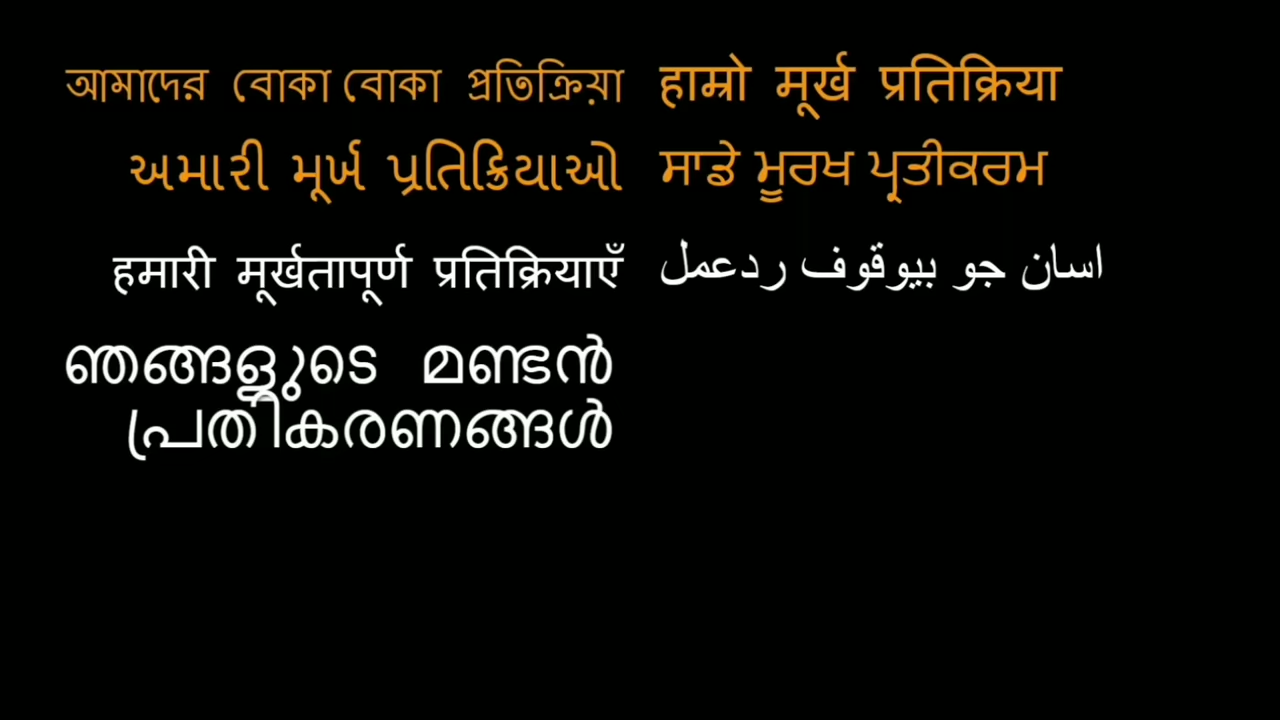 আমাদের বোকা বোকা প্রতিক্রিয়া
हाम्रो मूर्ख प्रतिक्रिया
અમારી મૂર્ખ પ્રતિક્રિયાઓ
ਸਾਡੇ ਮੂਰਖ ਪ੍ਰਤੀਕਰਮ
हमारी मूर्खतापूर्ण प्रतिक्रियाएँ
اسان جو بيوقوف ردعمل
ഞങ്ങളുടെ മണ്ടൻ
പ്രതികരണങ്ങൾ